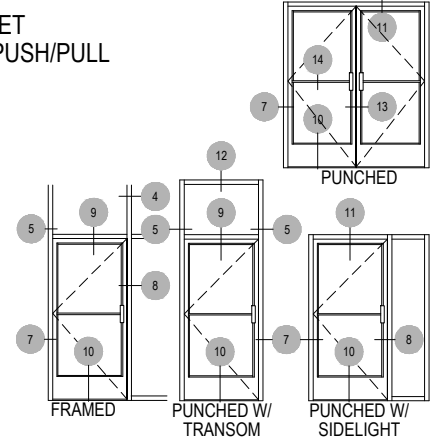 ET
PUSH/PULL
11
14
7
13
10
PUNCHED
12
4
9
9
11
5
5
5
8
7
10
10
7
10
8
FRAMED
PUNCHED W/
TRANSOM
PUNCHED W/
SIDELIGHT